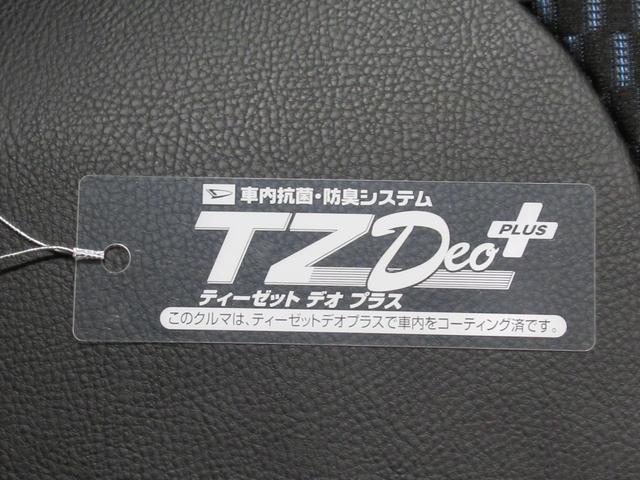 車内抗菌・防臭システム
TZ Deo PLUS
ティーゼット デオ プラス
このクルマは、ティーゼットデオプラスで車内をコーティング済です。